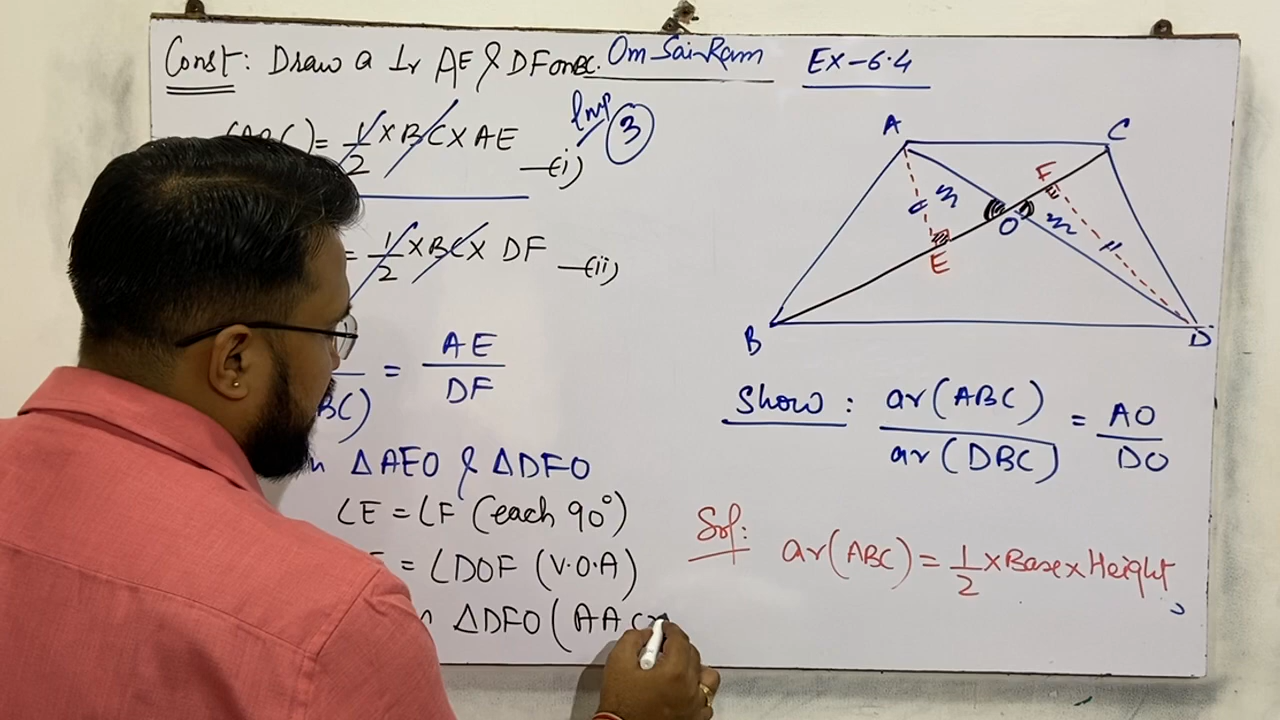 Const: Draw a ⊥r AE & DF on BC.
Om Sai Ram
Ex-6.4
Imp
3
(ABC) = 1/2 × BC × AE —(i)
= 1/2 × BC × DF —(ii)
BC) = AE/DF
ΔAEO & ΔDFO
∠E = ∠F (each 90°)
= ∠DOF (V.O.A)
ΔDFO (AA
A
C
F
O
E
B
D
Show: ar(ABC)/ar(DBC) = AO/DO
Sol: ar(ABC) = 1/2 × Base × Height